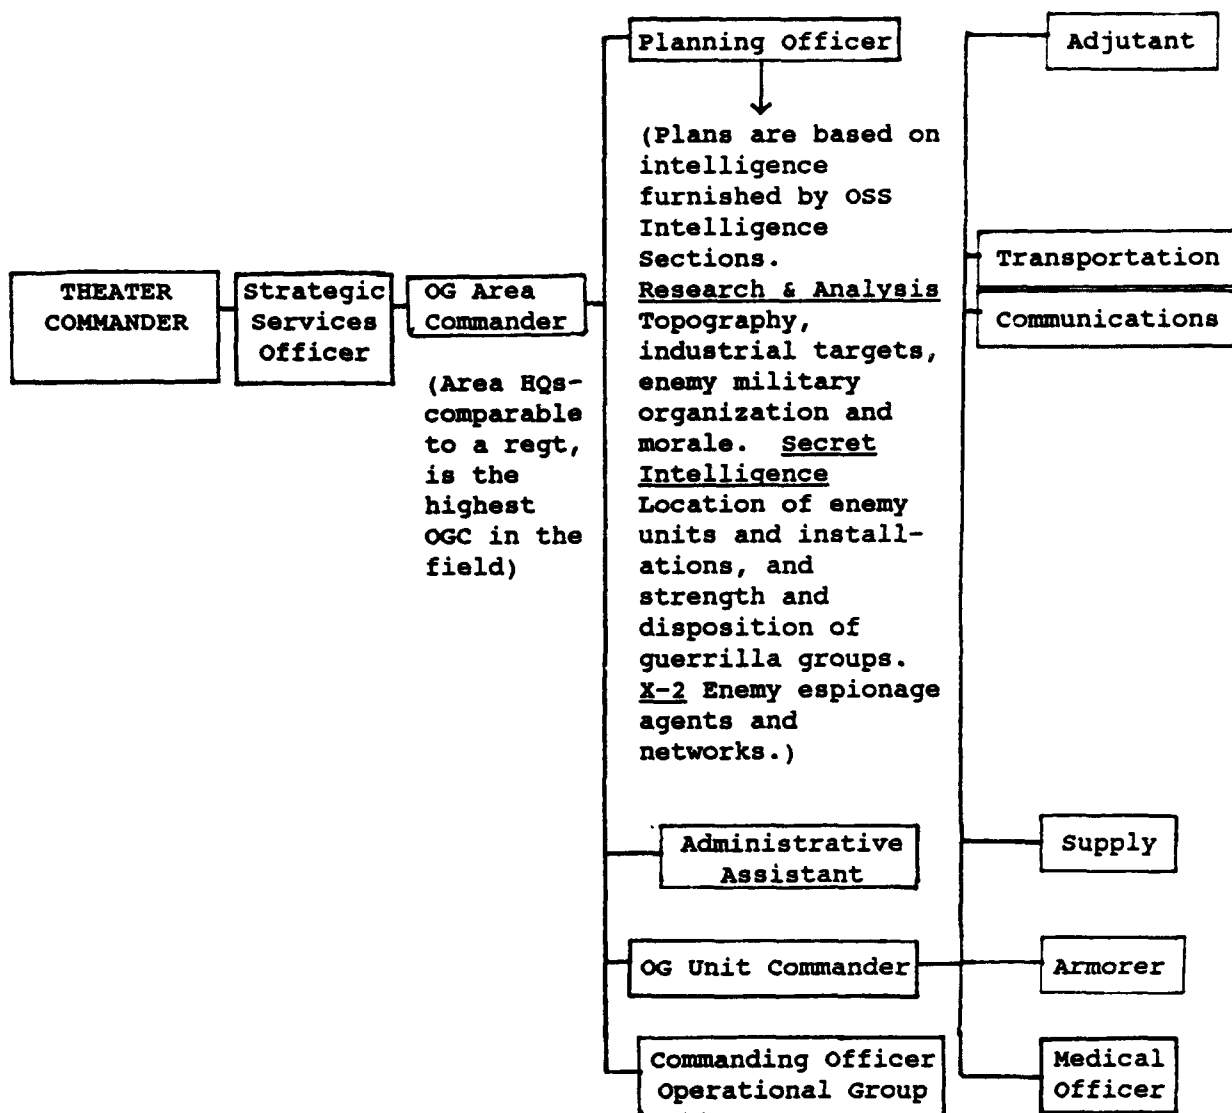 THEATER
COMMANDER
Strategic
Services
Officer
OG Area
Commander
(Area HQs-
comparable
to a regt,
is the
highest
OGC in the
field)
Planning Officer
(Plans are based on
intelligence
furnished by OSS
Intelligence
Sections.
Research & Analysis
Topography,
industrial targets,
enemy military
organization and
morale. Secret
Intelligence
Location of enemy
units and install-
ations, and
strength and
disposition of
guerrilla groups.
X-2 Enemy espionage
agents and
networks.)
Administrative
Assistant
OG Unit Commander
Commanding Officer
Operational Group
Adjutant
Transportation
Communications
Supply
Armorer
Medical
Officer